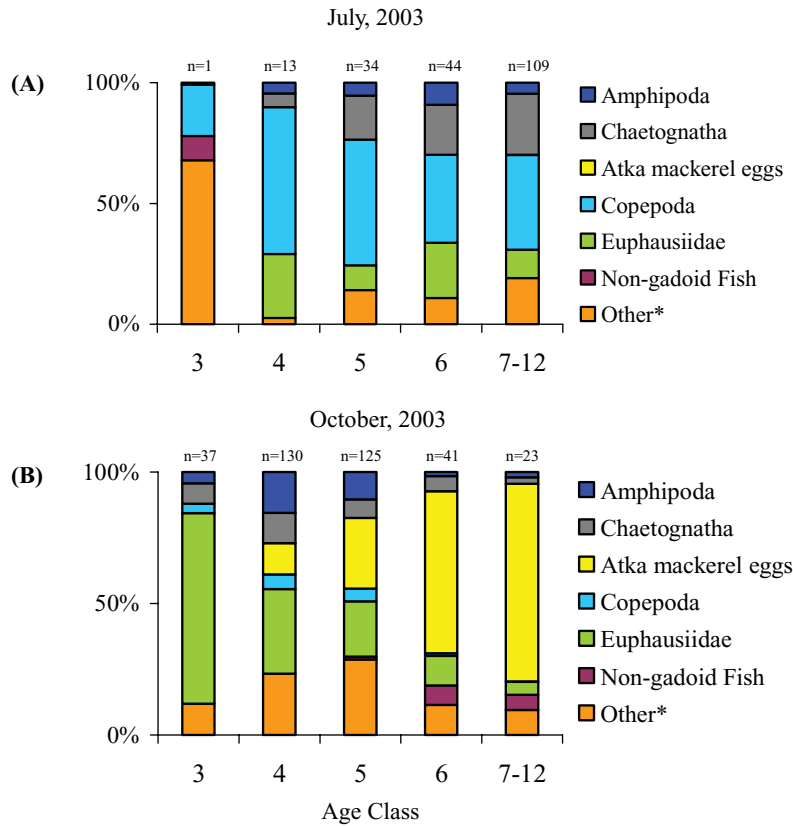 July, 2003
(A)
n=1 n=13 n=34 n=44 n=109
100%
50%
0%
3 4 5 6 7-12
Amphipoda
Chaetognatha
Atka mackerel eggs
Copepoda
Euphausiidae
Non-gadoid Fish
Other*
October, 2003
(B)
n=37 n=130 n=125 n=41 n=23
100%
50%
0%
3 4 5 6 7-12
Age Class
Amphipoda
Chaetognatha
Atka mackerel eggs
Copepoda
Euphausiidae
Non-gadoid Fish
Other*